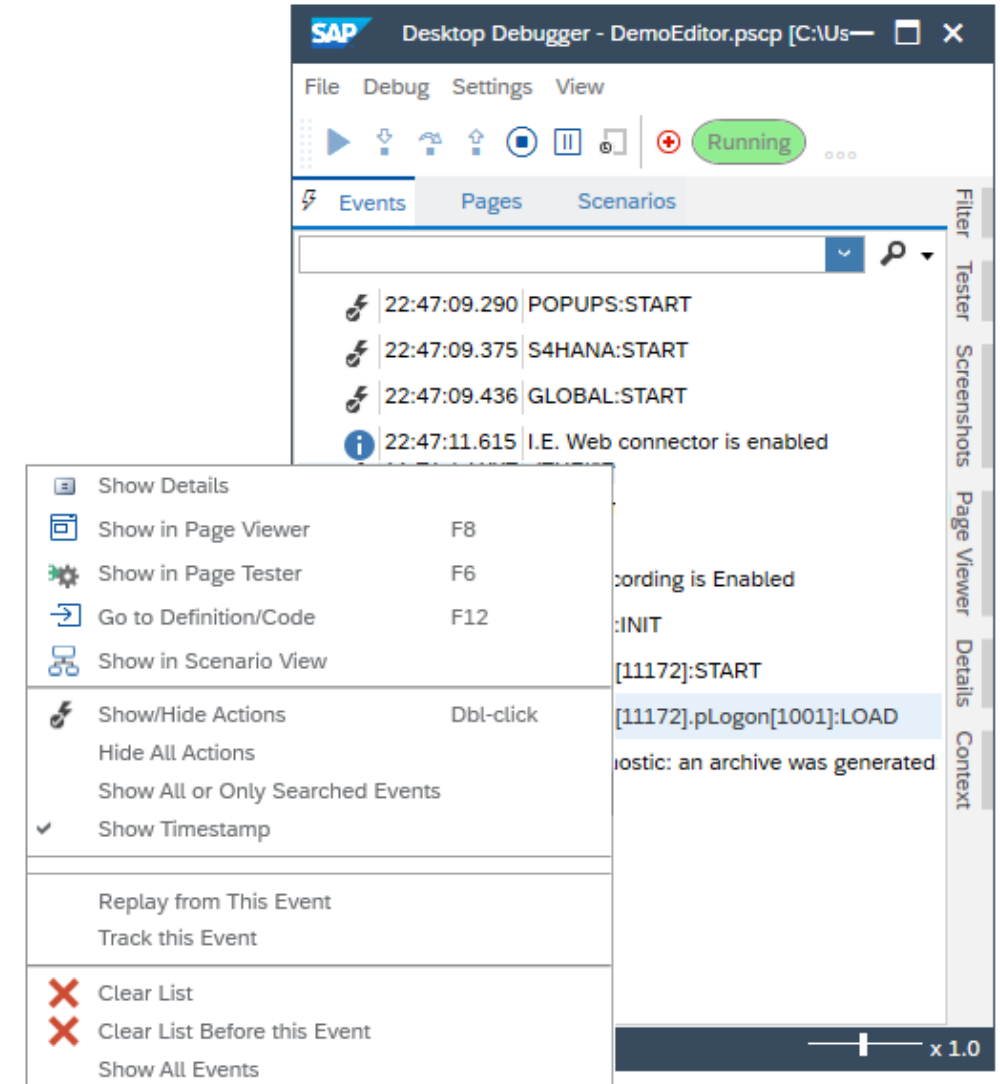 SAP Desktop Debugger - DemoEditor.pscp [C:\Us
File Debug Settings View
Running
Events Pages Scenarios
Filter
Tester
Screenshots
Page Viewer
Details
Context
22:47:09.290 POPUPS:START
22:47:09.375 S4HANA:START
22:47:09.436 GLOBAL:START
22:47:11.615 I.E. Web connector is enabled
cording is Enabled
:INIT
[11172]:START
[11172].pLogon[1001]:LOAD
nostic: an archive was generated
Show Details
Show in Page Viewer F8
Show in Page Tester F6
Go to Definition/Code F12
Show in Scenario View
Show/Hide Actions Dbl-click
Hide All Actions
Show All or Only Searched Events
Show Timestamp
Replay from This Event
Track this Event
Clear List
Clear List Before this Event
Show All Events
x 1.0